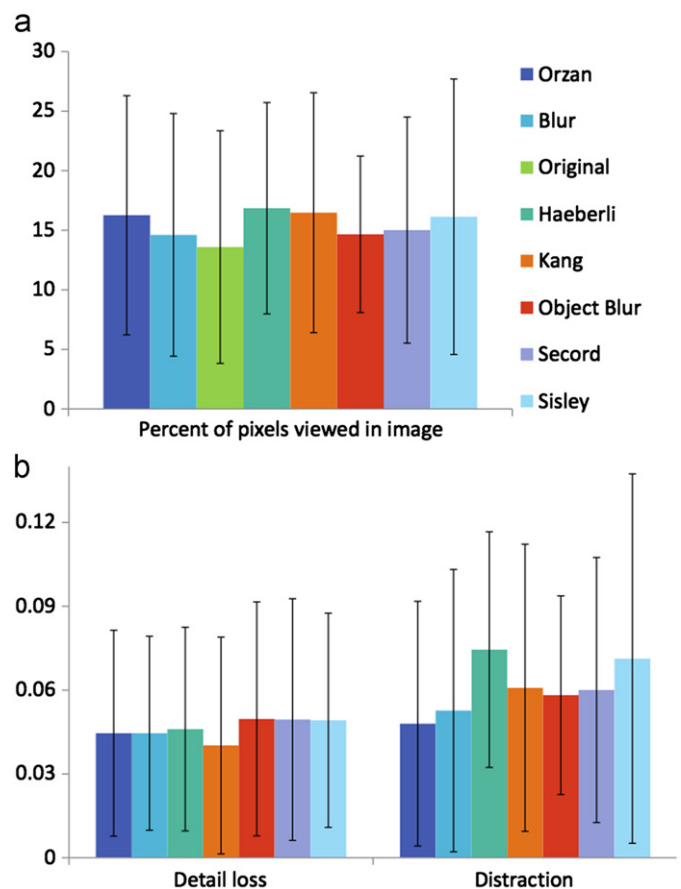 a
30
25
20
15
10
5
0
Percent of pixels viewed in image
Orzan
Blur
Original
Haeberli
Kang
Object Blur
Secord
Sisley
b
0.12
0.09
0.06
0.03
0
Detail loss
Distraction